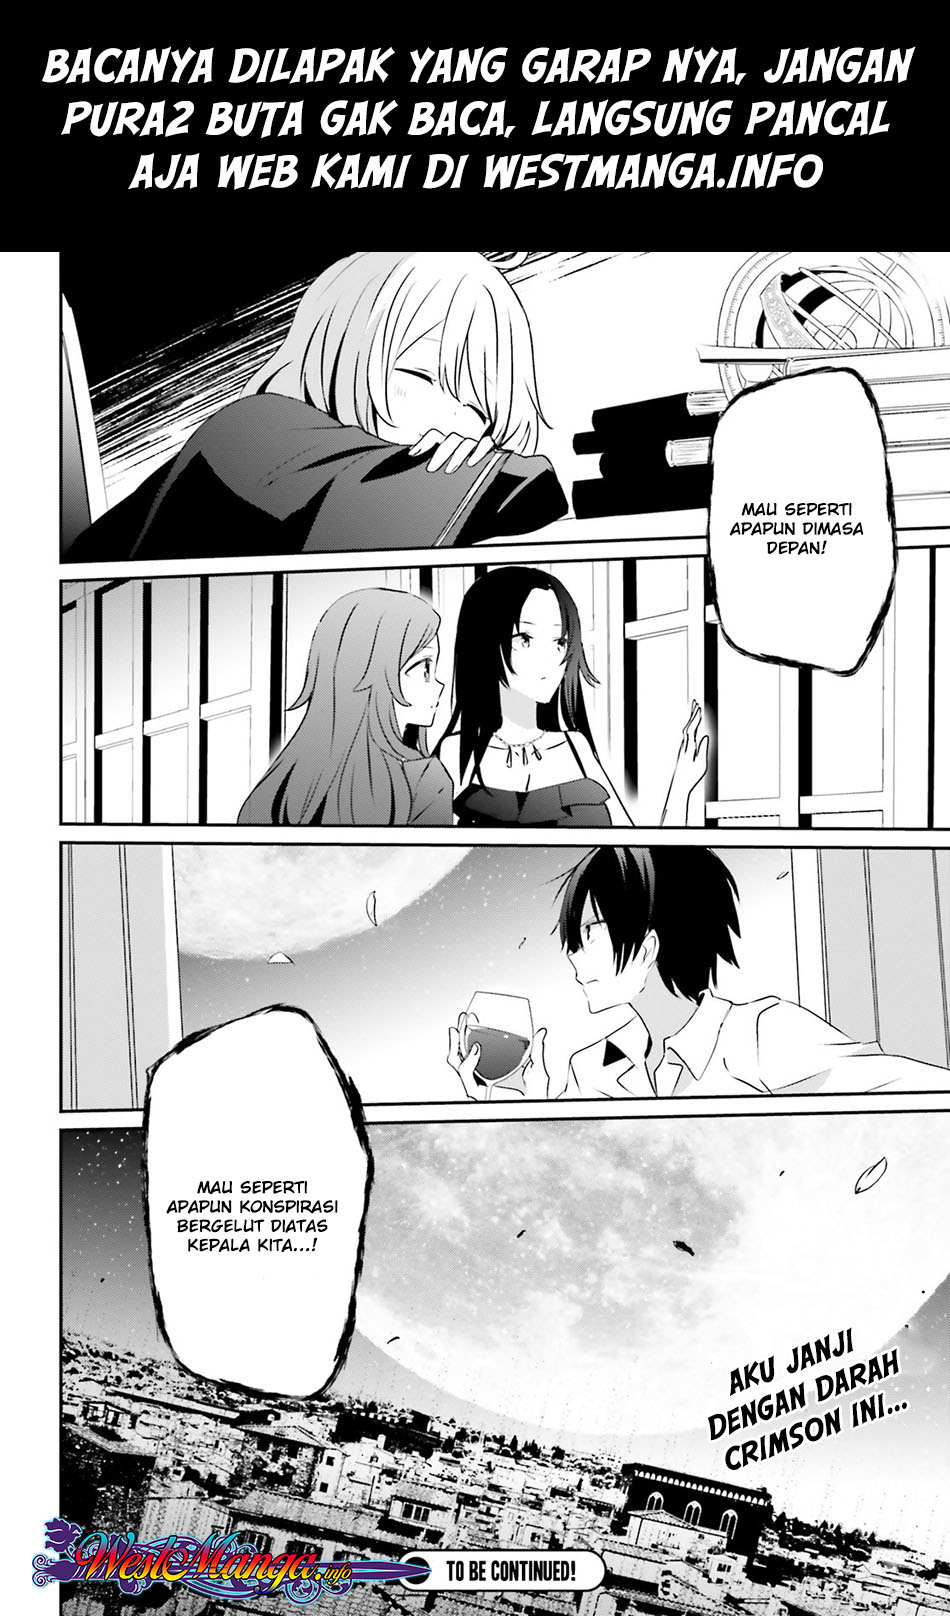 BACANYA DILAPAK YANG GARAP NYA, JANGAN
PURA2 BUTA GAK BACA, LANGSUNG PANCAL
AJA WEB KAMI DI WESTMANGA.INFO
MAU SEPERTI
APAPUN DIMASA
DEPAN!
MAU SEPERTI
APAPUN KONSPIRASI
BERGELUT DIATAS
KEPALA KITA...!
AKU JANJI
DENGAN DARAH
CRIMSON INI...
WestManga.info
TO BE CONTINUED!